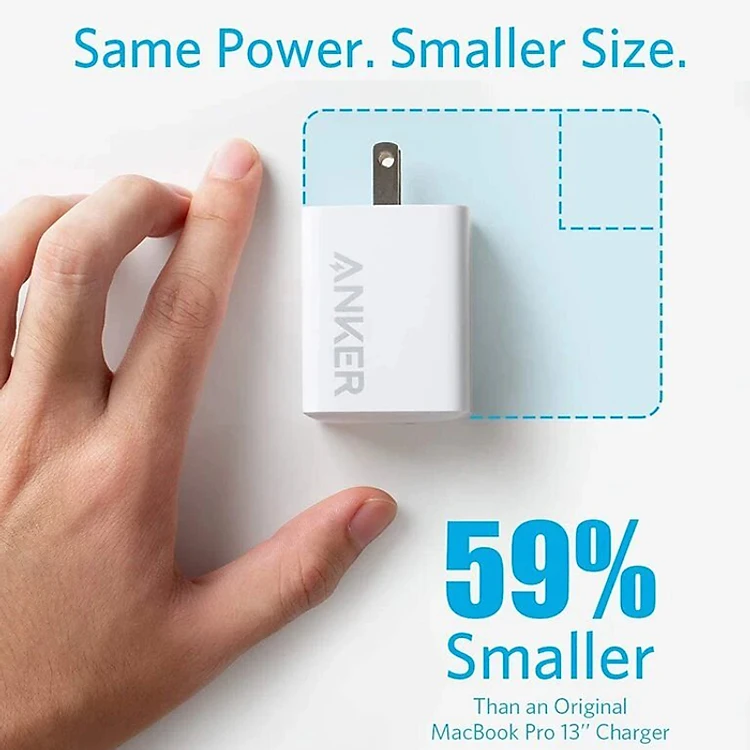 Same Power. Smaller Size.
ANKER
59%
Smaller
Than an Original
MacBook Pro 13’’ Charger